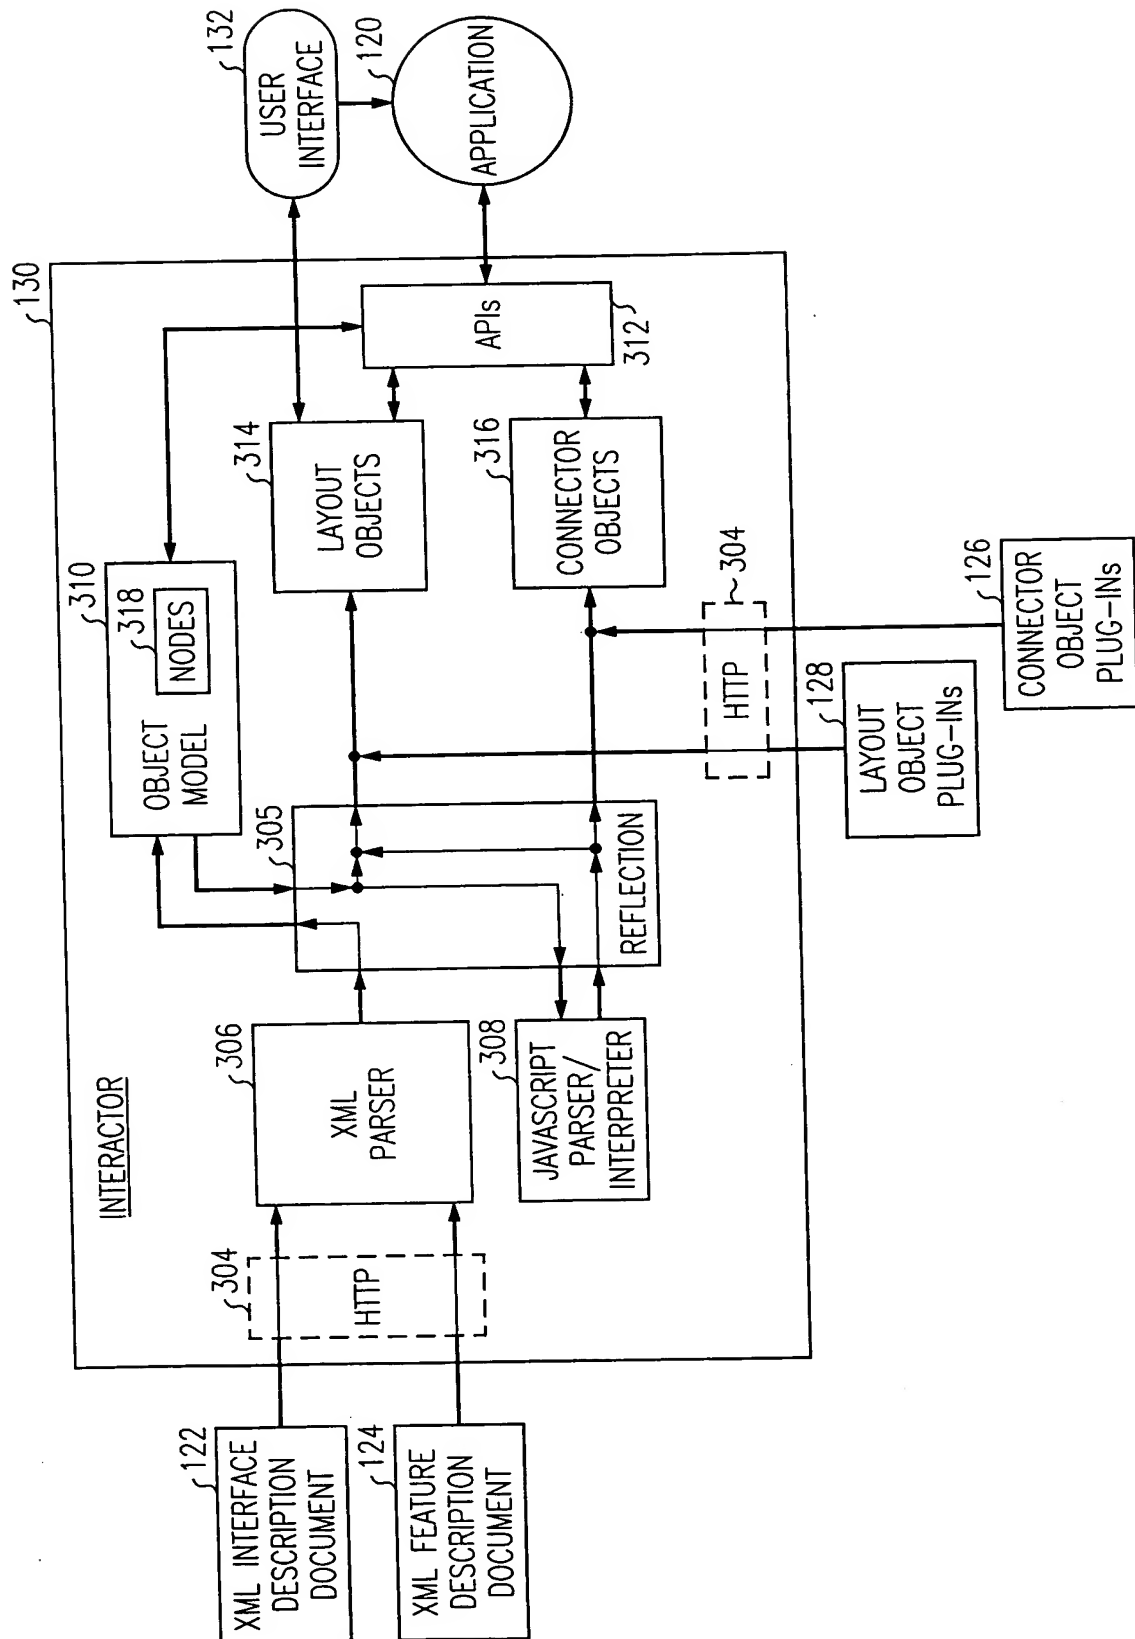 130
INTERACTOR
122
XML INTERFACE
DESCRIPTION
DOCUMENT
124
XML FEATURE
DESCRIPTION
DOCUMENT
304
HTTP
306
XML
PARSER
308
JAVASCRIPT
PARSER/
INTERPRETER
305
REFLECTION
310
OBJECT
MODEL
318
NODES
314
LAYOUT
OBJECTS
316
CONNECTOR
OBJECTS
APIs
312
132
USER
INTERFACE
120
APPLICATION
304
HTTP
128
LAYOUT
OBJECT
PLUG-INs
126
CONNECTOR
OBJECT
PLUG-INs